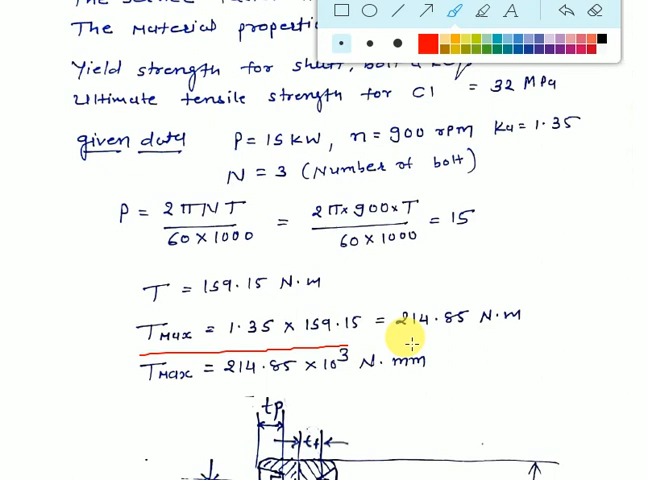 The Material properti
Yield strength for shaft, bolt &
Ultimate tensile strength for CI = 32 MPa
given data P = 15 kW, n = 900 rpm Ks = 1.35
N = 3 (Number of bolt)
P = 2πNT / 60 x 1000 = 2π x 900 x T / 60 x 1000 = 15
T = 159.15 N.m
TMax = 1.35 x 159.15 = 214.85 N.m
TMax = 214.85 x 10³ N.mm
tp
tf
A